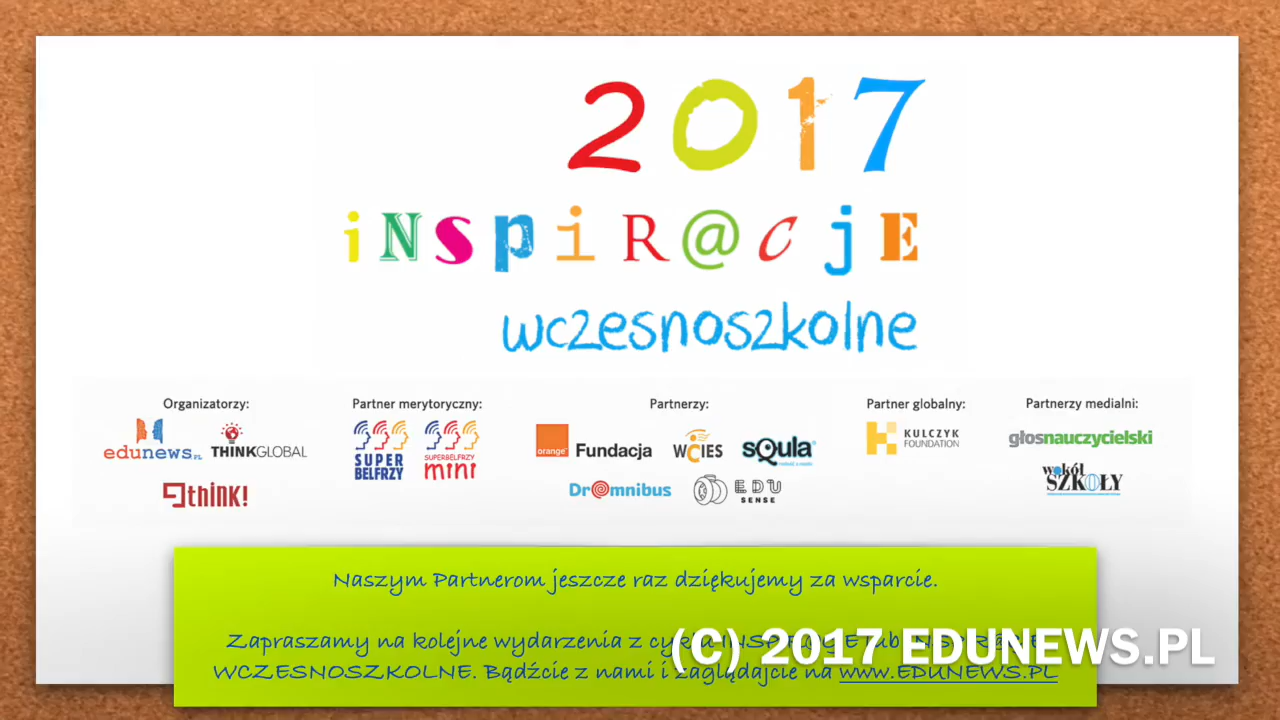 2017
iNSpiR@cjE
wczesnoszkolne
Organizatorzy: Partner merytoryczny: Partnerzy: Partner globalny: Partnerzy medialni:
edunews.PL THINKGLOBAL
think!
SUPER BELFRZY
SUPERBELFRZY mini
orange Fundacja
WCIES
sQula
Dromnibus
EDU SENSE
KULCZYK FOUNDATION
głosnauczycielski
wokół SZKOŁY
Naszym Partnerom jeszcze raz dziękujemy za wsparcie.
Zapraszamy na kolejne wydarzenia z cyklu
WCZESNOSZKOLNE. Bądźcie z nami i zaglądajcie na www.EDUNEWS.PL
(C) 2017 EDUNEWS.PL